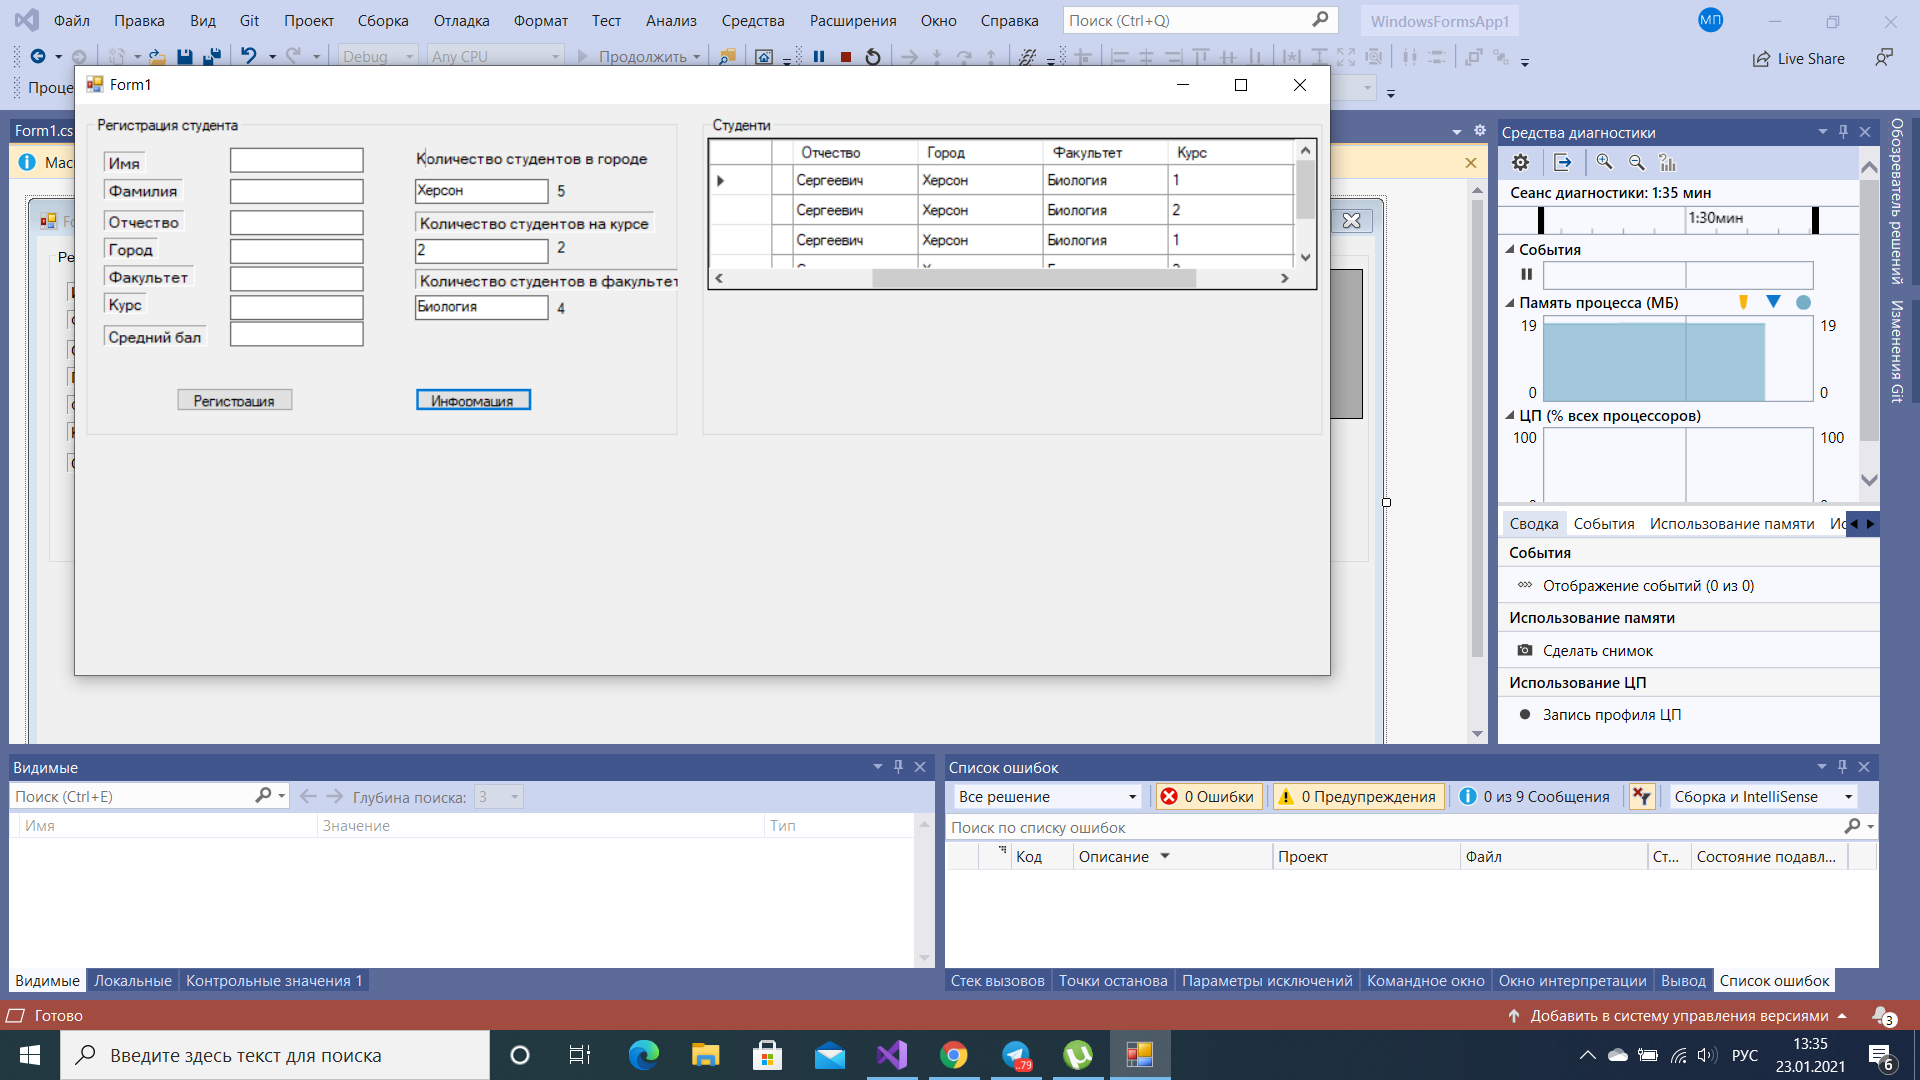 Файл Правка Вид Git Проект Сборка Отладка Формат Тест Анализ Средства Расширения Окно Справка Поиск (Ctrl+Q) WindowsFormsApp1 МП
Debug Any CPU Продолжить Live Share
Проце
Form1
Form1.cs
Мас
Регистрация студента
Имя
Фамилия
Отчество
Город
Факультет
Курс
Средний бал
Регистрация
Количество студентов в городе
Херсон 5
Количество студентов на курсе
2 2
Количество студентов в факультет
Биология 4
Информация
Студенти
Отчество Город Факультет Курс
Сергеевич Херсон Биология 1
Сергеевич Херсон Биология 2
Сергеевич Херсон Биология 1
Ре
Средства диагностики
Сеанс диагностики: 1:35 мин
1:30мин
События
Память процесса (МБ)
19 19
0 0
ЦП (% всех процессоров)
100 100
Сводка События Использование памяти Ис
События
Отображение событий (0 из 0)
Использование памяти
Сделать снимок
Использование ЦП
Запись профиля ЦП
Обозреватель решений
Изменения Git
Видимые
Поиск (Ctrl+E) Глубина поиска: 3
Имя Значение Тип
Видимые Локальные Контрольные значения 1
Список ошибок
Все решение 0 Ошибки 0 Предупреждения 0 из 9 Сообщения Сборка и IntelliSense
Поиск по списку ошибок
Код Описание Проект Файл Ст... Состояние подавл...
Стек вызовов Точки останова Параметры исключений Командное окно Окно интерпретации Вывод Список ошибок
Готово Добавить в систему управления версиями 3
Введите здесь текст для поиска 79 РУС 13:35
23.01.2021 6